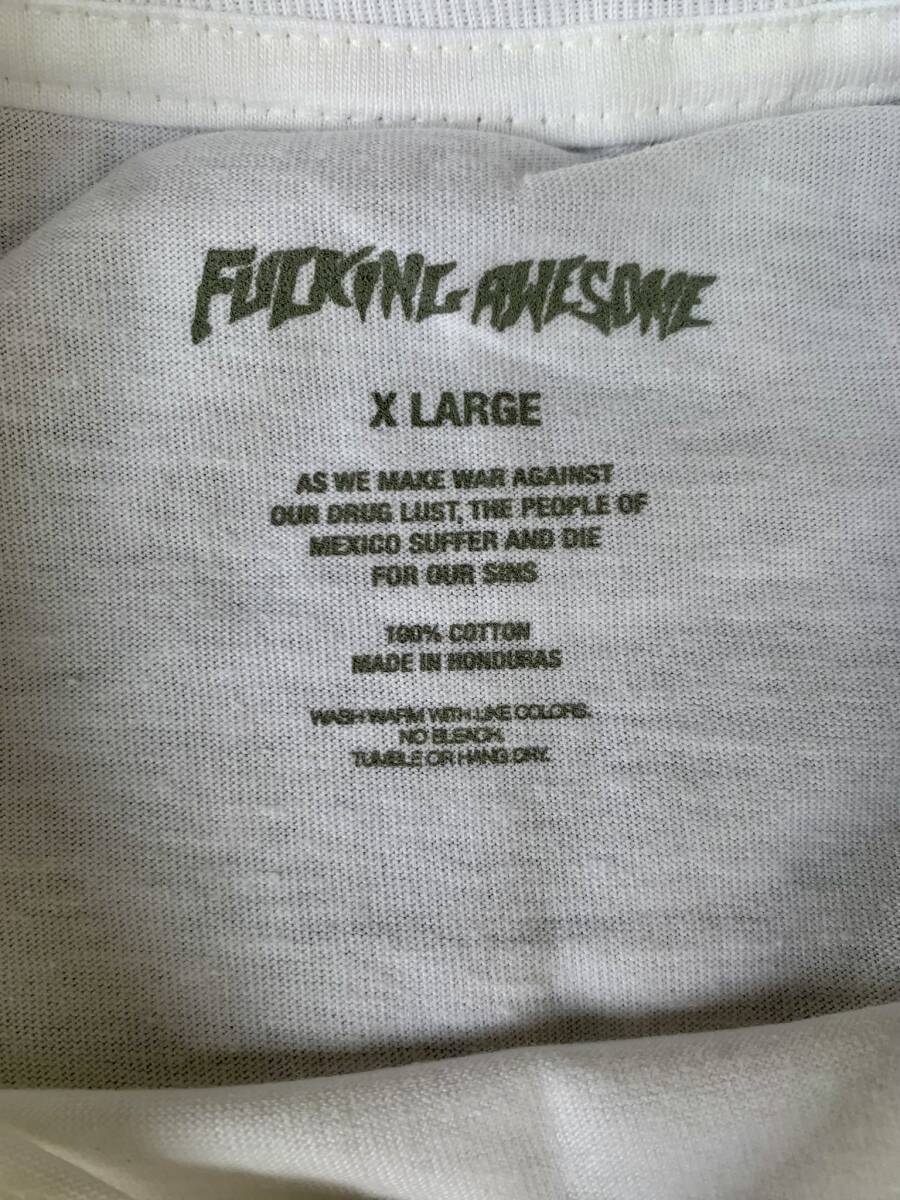 FUCKING AWESOME
X LARGE
AS WE MAKE WAR AGAINST
OUR DRUG LUST, THE PEOPLE OF
MEXICO SUFFER AND DIE
FOR OUR SINS
100% COTTON
MADE IN HONDURAS
WASH WARM WITH LIKE COLORS.
NO BLEACH.
TUMBLE OR HANG DRY.